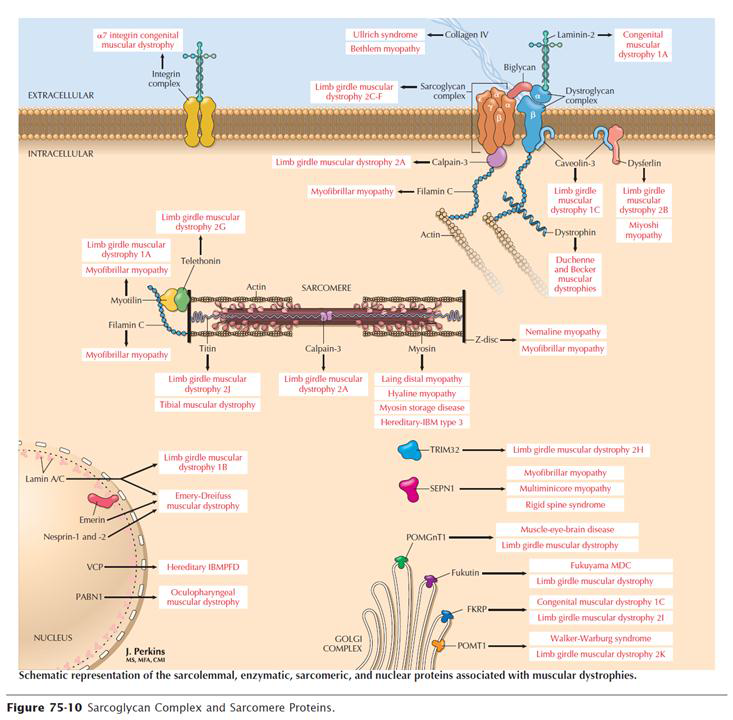 α7 integrin congenital
muscular dystrophy
Integrin
complex
Ullrich syndrome
Bethlem myopathy
Collagen IV
Laminin-2
Congenital
muscular
dystrophy 1A
Biglycan
EXTRACELLULAR
Limb girdle muscular
dystrophy 2C-F
Sarcoglycan
complex
α
α
γ
α
β
β
Dystroglycan
complex
INTRACELLULAR
Limb girdle muscular dystrophy 2A
Calpain-3
Caveolin-3
Dysferlin
Myofibrillar myopathy
Filamin C
Limb girdle
muscular
dystrophy 1C
Limb girdle
muscular
dystrophy 2B
Miyoshi
myopathy
Actin
Dystrophin
Duchenne
and Becker
muscular
dystrophies
Limb girdle muscular
dystrophy 2G
Limb girdle muscular
dystrophy 1A
Myofibrillar myopathy
Telethonin
Myotilin
Actin
SARCOMERE
Filamin C
Myofibrillar myopathy
Titin
Calpain-3
Myosin
Z-disc
Nemaline myopathy
Myofibrillar myopathy
Limb girdle muscular
dystrophy 2J
Tibial muscular dystrophy
Limb girdle muscular
dystrophy 2A
Laing distal myopathy
Hyaline myopathy
Myosin storage disease
Hereditary-IBM type 3
TRIM32
Limb girdle muscular dystrophy 2H
SEPN1
Myofibrillar myopathy
Multiminicore myopathy
Rigid spine syndrome
Lamin A/C
Limb girdle muscular
dystrophy 1B
Emery-Dreifuss
muscular dystrophy
Emerin
Nesprin-1 and -2
VCP
Hereditary IBMPFD
PABN1
Oculopharyngeal
muscular dystrophy
NUCLEUS
POMGnT1
Muscle-eye-brain disease
Limb girdle muscular dystrophy
Fukutin
Fukuyama MDC
Limb girdle muscular dystrophy
FKRP
Congenital muscular dystrophy 1C
Limb girdle muscular dystrophy 2I
GOLGI
COMPLEX
POMT1
Walker-Warburg syndrome
Limb girdle muscular dystrophy 2K
J. Perkins
MS, MFA, CMI
Schematic representation of the sarcolemmal, enzymatic, sarcomeric, and nuclear proteins associated with muscular dystrophies.
Figure 75-10 Sarcoglycan Complex and Sarcomere Proteins.